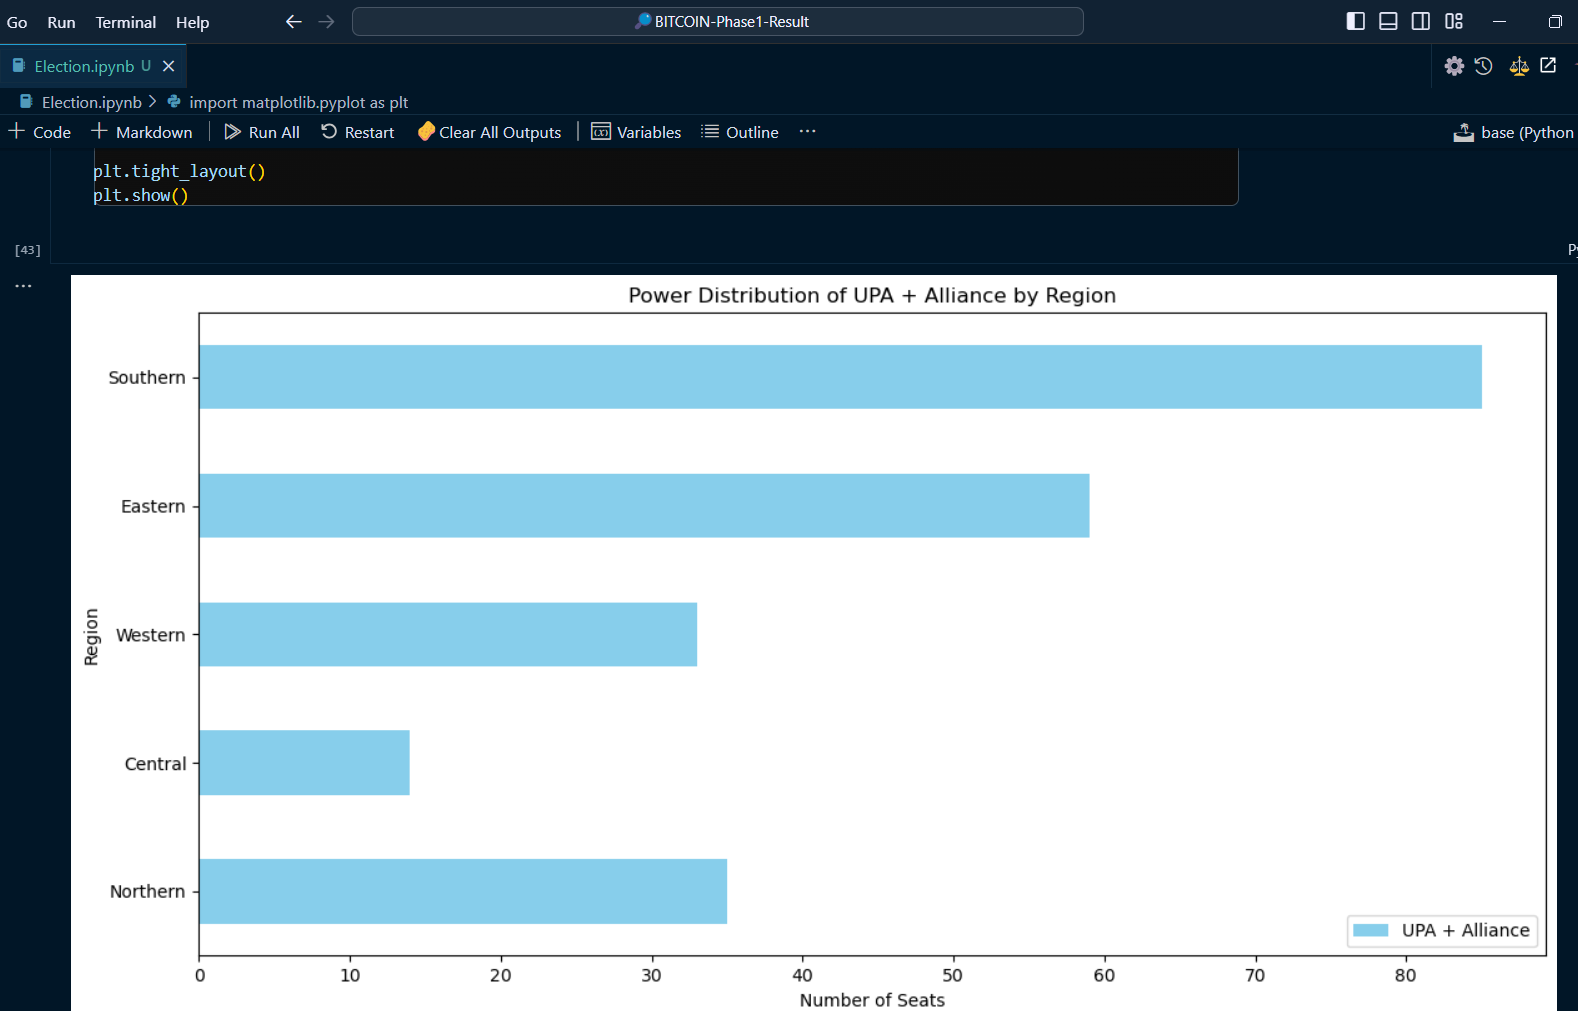 Go Run Terminal Help
BITCOIN-Phase1-Result
Election.ipynb U
Election.ipynb > import matplotlib.pyplot as plt
+ Code + Markdown Run All Restart Clear All Outputs Variables Outline ... base (Python
plt.tight_layout()
plt.show()
[43]
...
Power Distribution of UPA + Alliance by Region
Southern
Eastern
Western
Central
Northern
Region
UPA + Alliance
0 10 20 30 40 50 60 70 80
Number of Seats